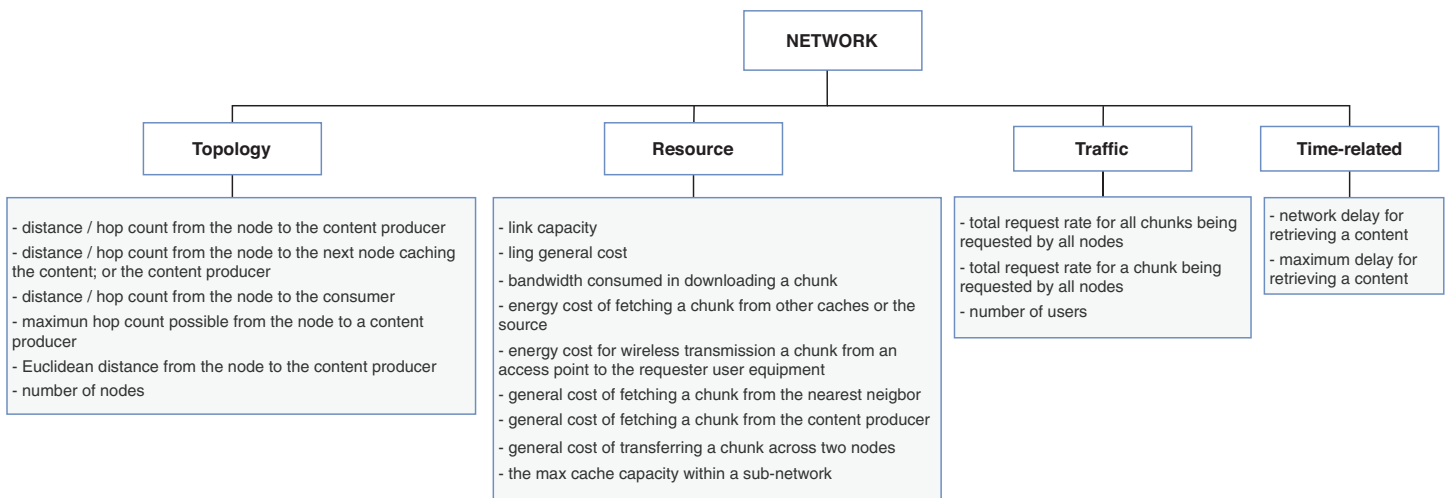 NETWORK
Topology
Resource
Traffic
Time-related
- distance / hop count from the node to the content producer
- distance / hop count from the node to the next node caching
the content; or the content producer
- distance / hop count from the node to the consumer
- maximun hop count possible from the node to a content
producer
- Euclidean distance from the node to the content producer
- number of nodes
- link capacity
- ling general cost
- bandwidth consumed in downloading a chunk
- energy cost of fetching a chunk from other caches or the
source
- energy cost for wireless transmission a chunk from an
access point to the requester user equipment
- general cost of fetching a chunk from the nearest neigbor
- general cost of fetching a chunk from the content producer
- general cost of transferring a chunk across two nodes
- the max cache capacity within a sub-network
- total request rate for all chunks being
requested by all nodes
- total request rate for a chunk being
requested by all nodes
- number of users
- network delay for
retrieving a content
- maximum delay for
retrieving a content